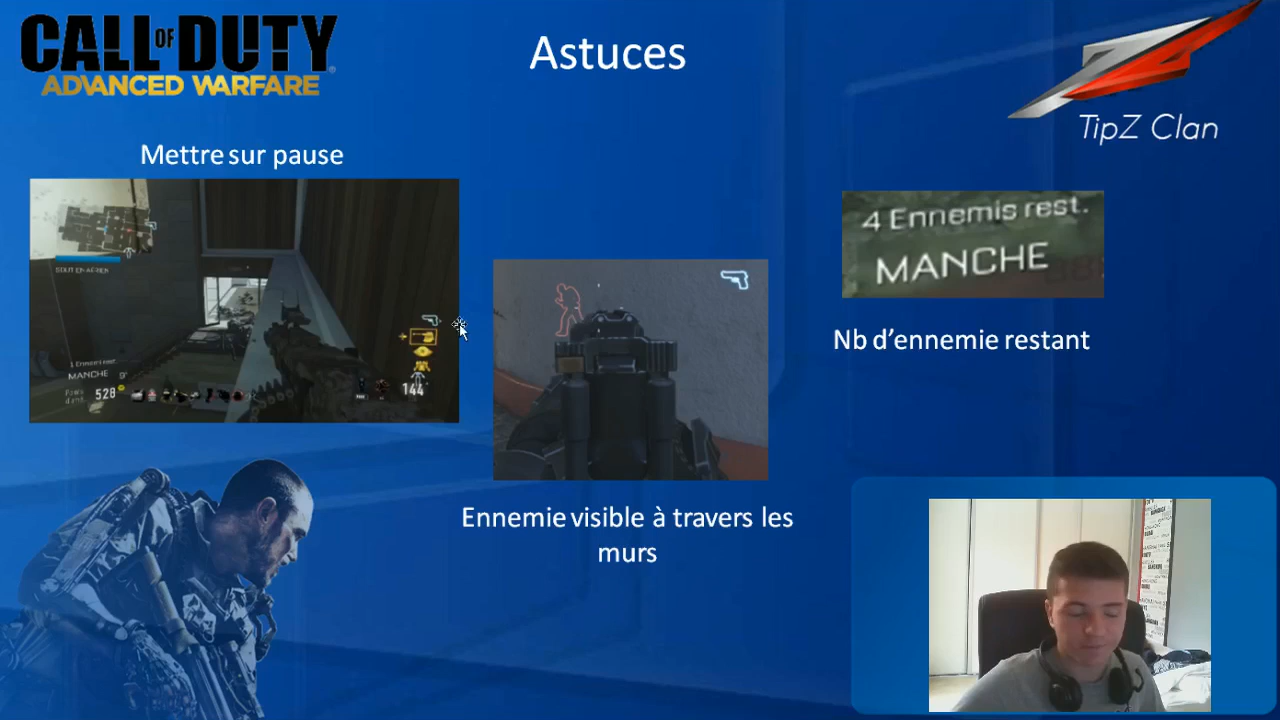 CALL OF DUTY
ADVANCED WARFARE
Astuces
TipZ Clan
Mettre sur pause
4 Ennemis rest.
MANCHE
Nb d'ennemie restant
MANCHE
528
144
Ennemie visible à travers les
murs